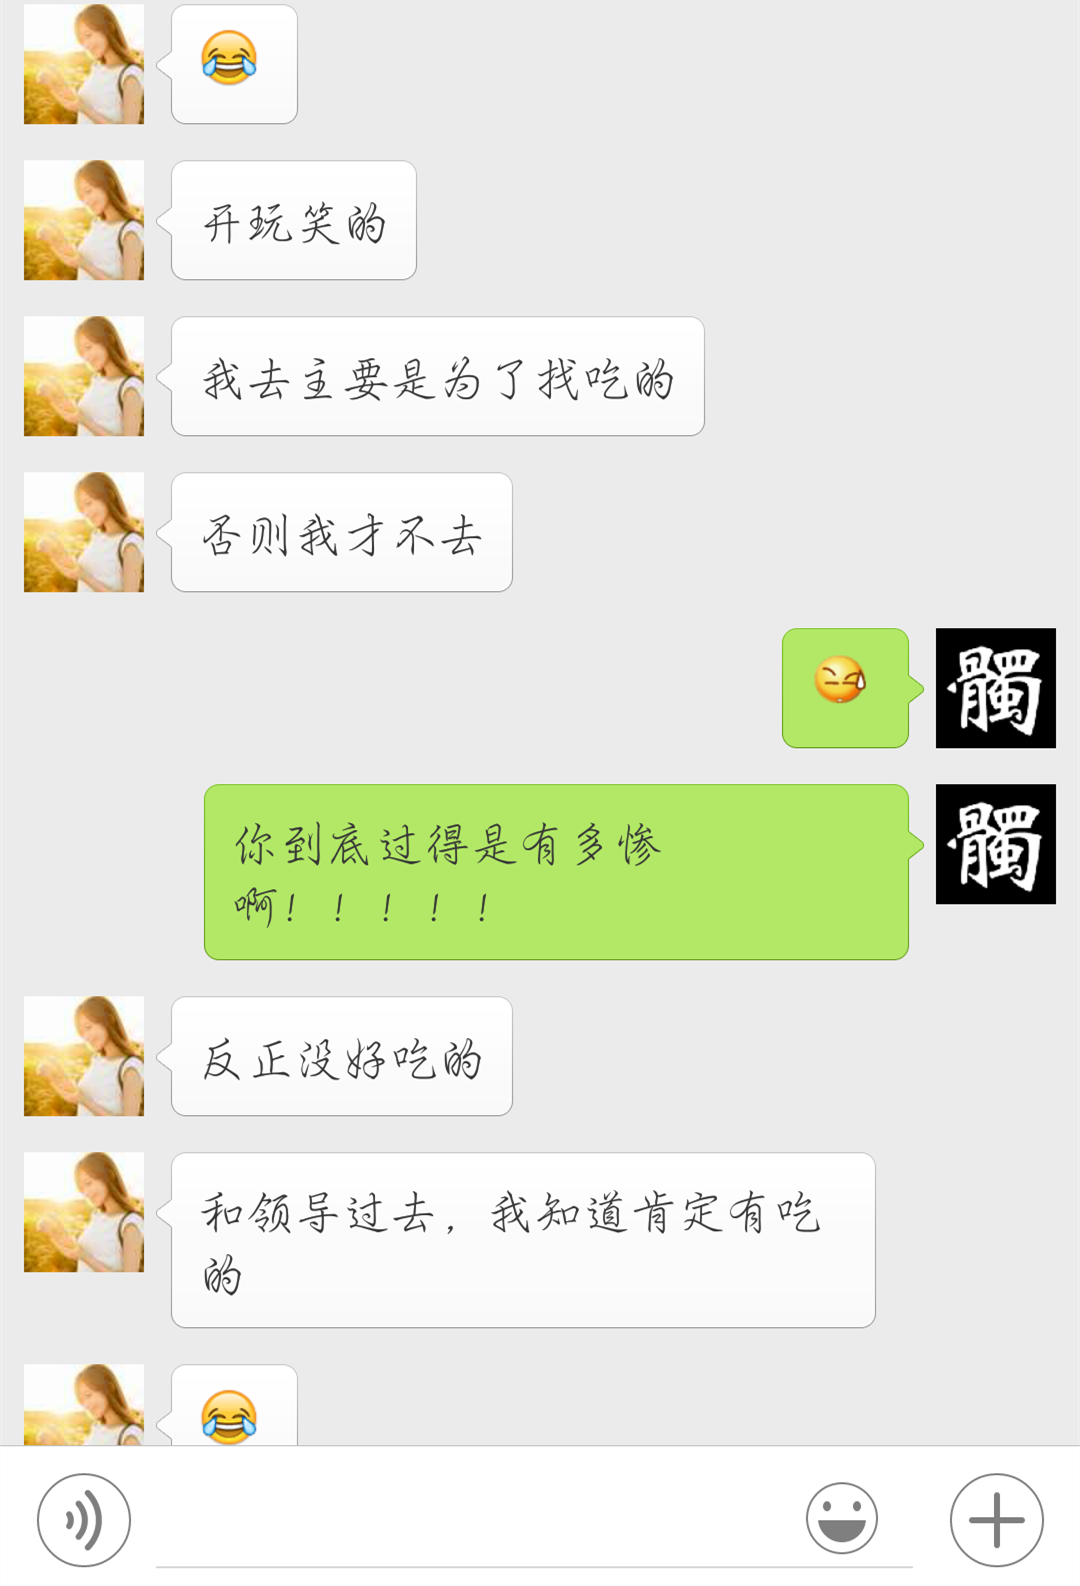 😂
开玩笑的
我去主要是为了找吃的
否则我才不去
髑
你到底过得是有多惨
啊！！！！！
髑
反正没好吃的
和领导过去，我知道肯定有吃
的
😂